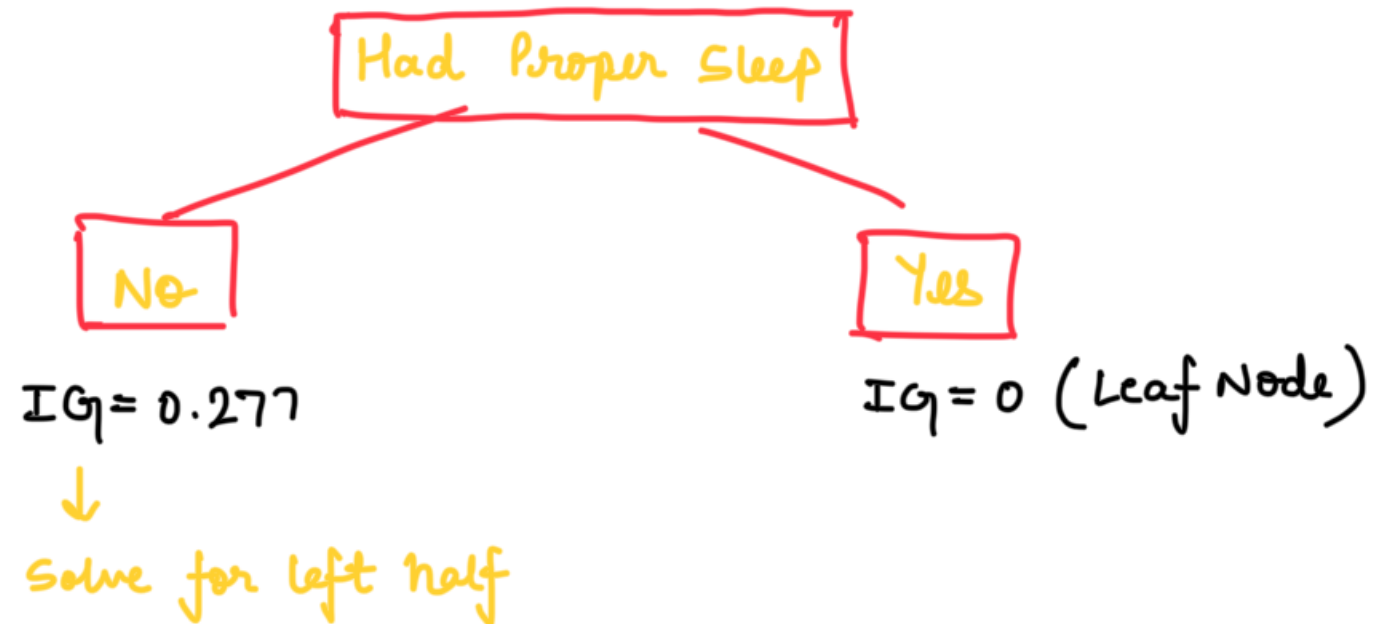 Had Proper Sleep
No
Yes
IG = 0.277
IG = 0 (Leaf Node)
↓
Solve for left half